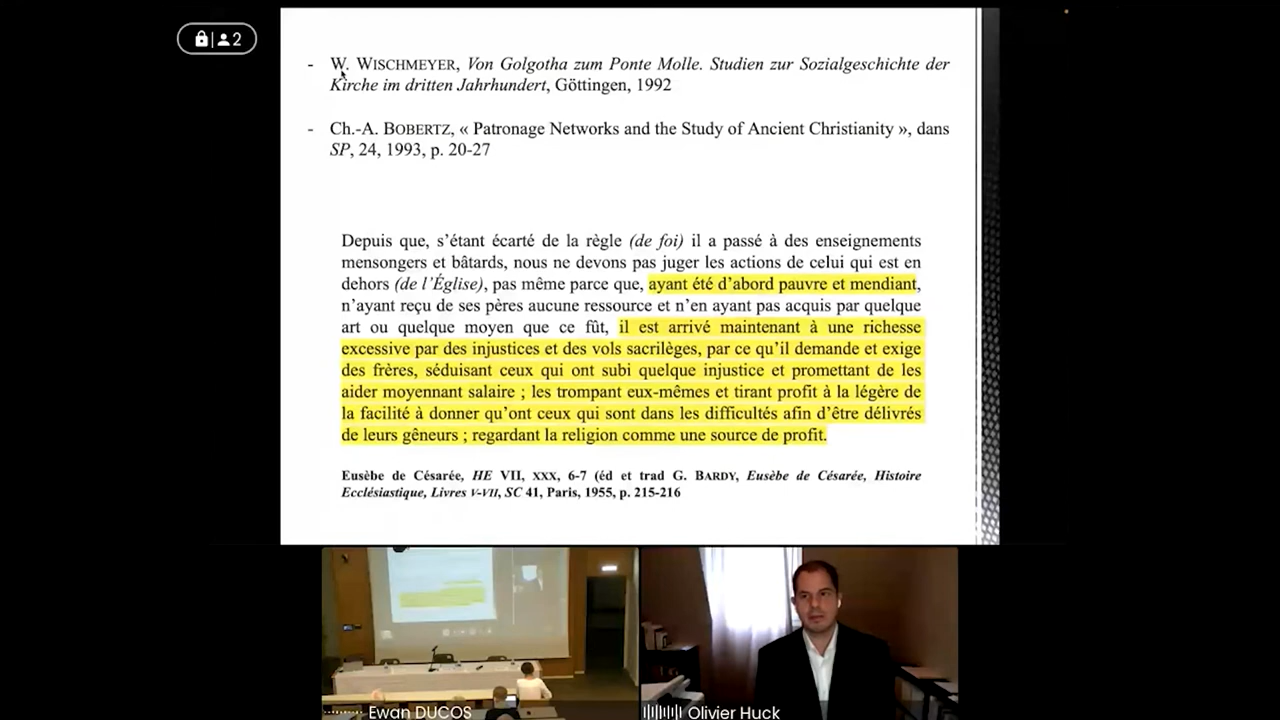 2
- W. WISCHMEYER, Von Golgotha zum Ponte Molle. Studien zur Sozialgeschichte der
Kirche im dritten Jahrhundert, Göttingen, 1992
- Ch.-A. BOBERTZ, « Patronage Networks and the Study of Ancient Christianity », dans
SP, 24, 1993, p. 20-27
Depuis que, s’étant écarté de la règle (de foi) il a passé à des enseignements
mensongers et bâtards, nous ne devons pas juger les actions de celui qui est en
dehors (de l’Église), pas même parce que, ayant été d’abord pauvre et mendiant,
n’ayant reçu de ses pères aucune ressource et n’en ayant pas acquis par quelque
art ou quelque moyen que ce fût, il est arrivé maintenant à une richesse
excessive par des injustices et des vols sacrilèges, par ce qu’il demande et exige
des frères, séduisant ceux qui ont subi quelque injustice et promettant de les
aider moyennant salaire ; les trompant eux-mêmes et tirant profit à la légère de
la facilité à donner qu’ont ceux qui sont dans les difficultés afin d’être délivrés
de leurs gêneurs ; regardant la religion comme une source de profit.
Eusèbe de Césarée, HE VII, XXX, 6-7 (éd et trad G. BARDY, Eusèbe de Césarée, Histoire
Ecclésiastique, Livres V-VII, SC 41, Paris, 1955, p. 215-216
Ewan DUCOS
Olivier Huck